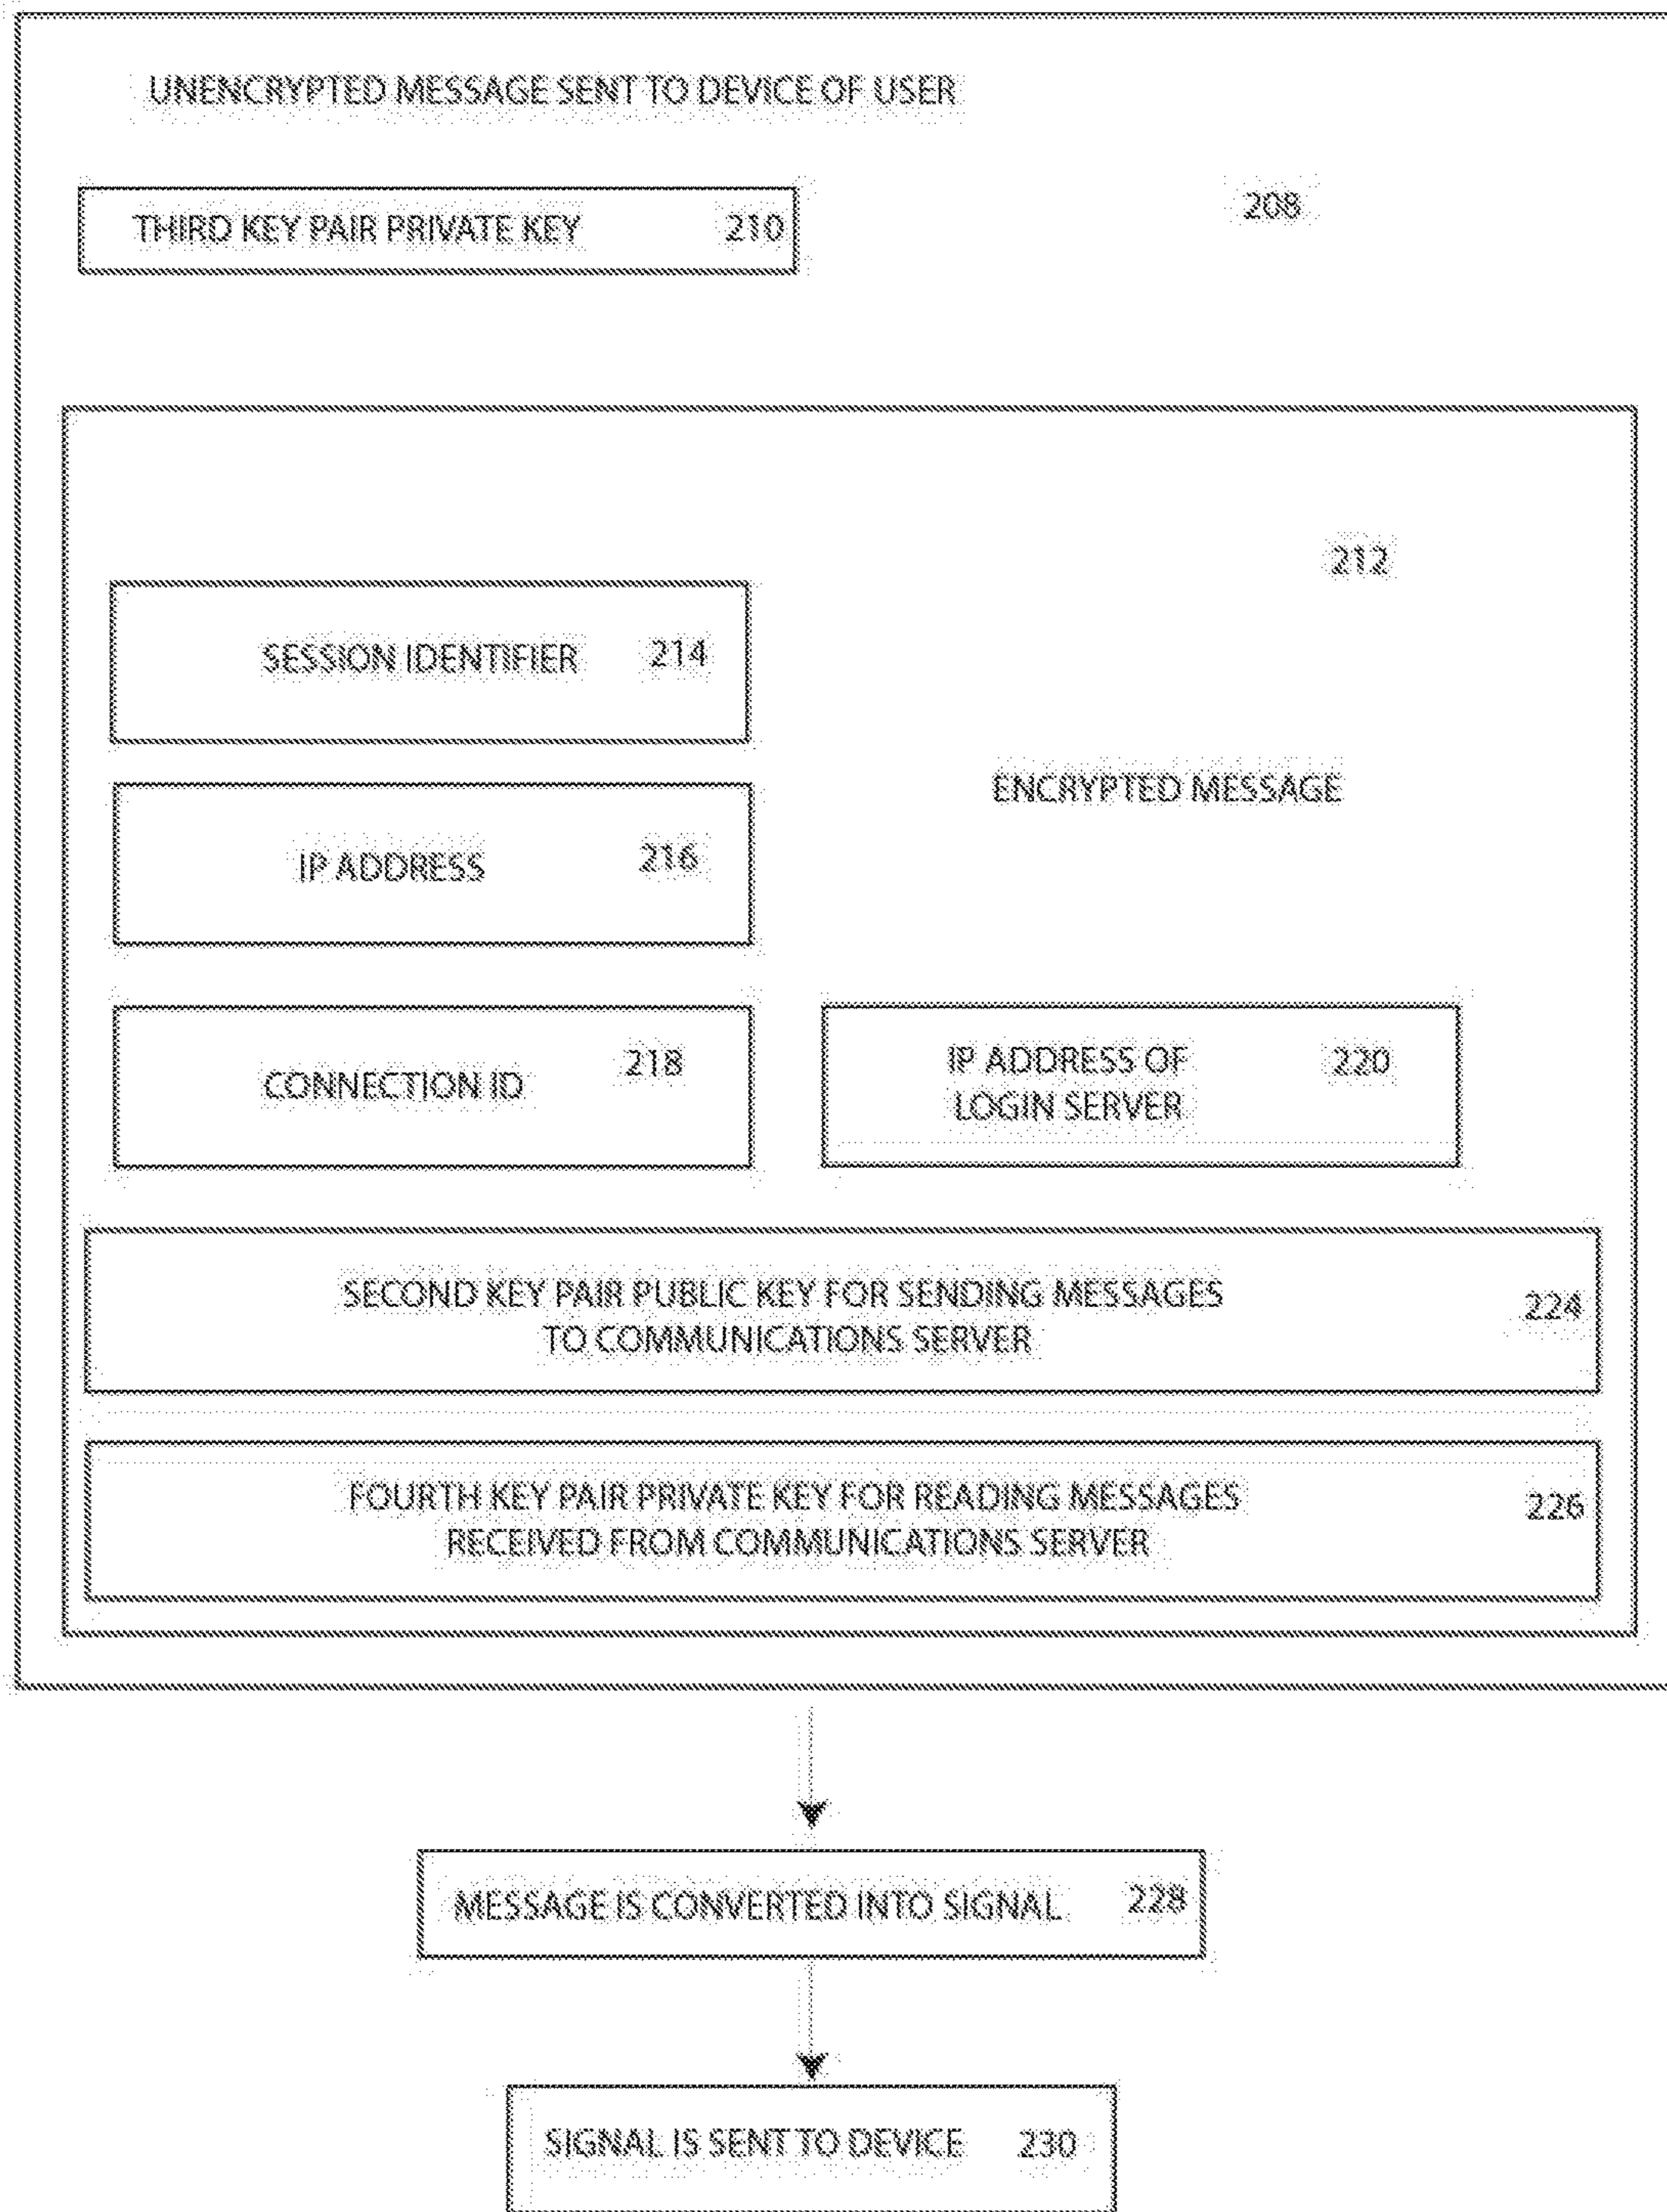 UNENCRYPTED MESSAGE SENT TO DEVICE OF USER
208
THIRD KEY PAIR PRIVATE KEY 210
212
SESSION IDENTIFIER 214
ENCRYPTED MESSAGE
IP ADDRESS 216
CONNECTION ID 218
IP ADDRESS OF 220
LOGIN SERVER
SECOND KEY PAIR PUBLIC KEY FOR SENDING MESSAGES 224
TO COMMUNICATIONS SERVER
FOURTH KEY PAIR PRIVATE KEY FOR READING MESSAGES 226
RECEIVED FROM COMMUNICATIONS SERVER
MESSAGE IS CONVERTED INTO SIGNAL 228
SIGNAL IS SENT TO DEVICE 230